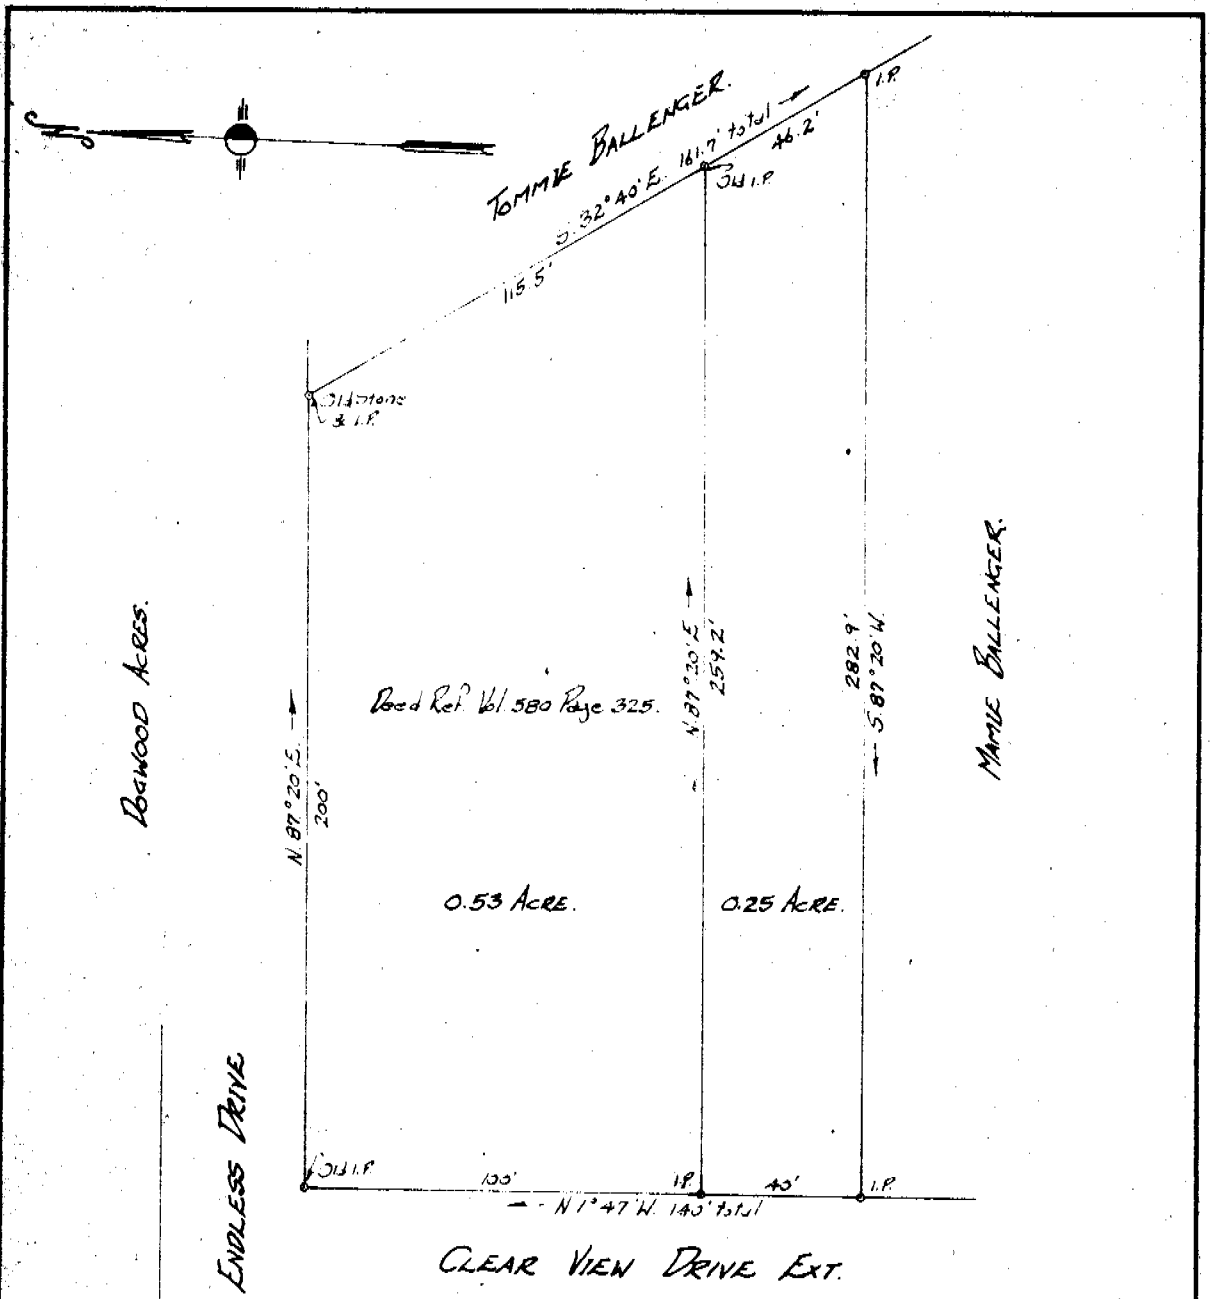 N
TOMMIE BALLENGER.
S. 32° 40' E. 161.7' total
46.2'
115.5'
I.P.
Old I.P.
Old Stone
& I.P.
DOGWOOD ACRES.
N. 87° 20' E.
200'
Deed Ref. Vol. 580 Page 325.
N. 87° 20' E
259.2'
282.9'
S. 87° 20' W.
MAMIE BALLENGER.
0.53 ACRE.
0.25 ACRE.
ENDLESS DRIVE
Old I.P.
100'
I.P.
40'
I.P.
N 1° 47' W. 140' total
CLEAR VIEW DRIVE EXT.